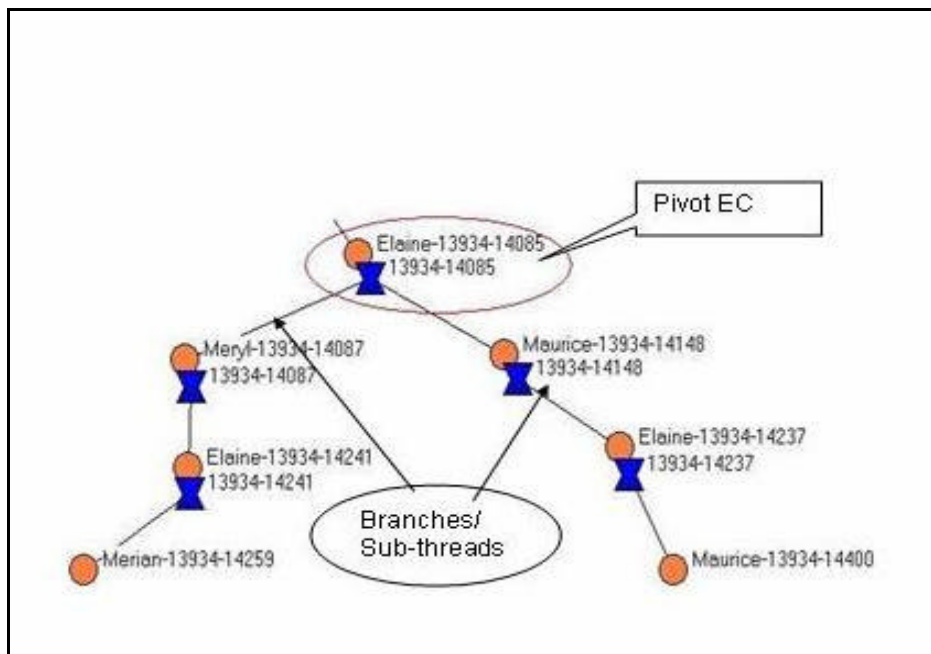 Pivot EC
Elaine-13934-14085
13934-14085
Meryl-13934-14087
13934-14087
Maurice-13934-14148
13934-14148
Elaine-13934-14241
13934-14241
Elaine-13934-14237
13934-14237
Branches/
Sub-threads
Merian-13934-14259
Maurice-13934-14400